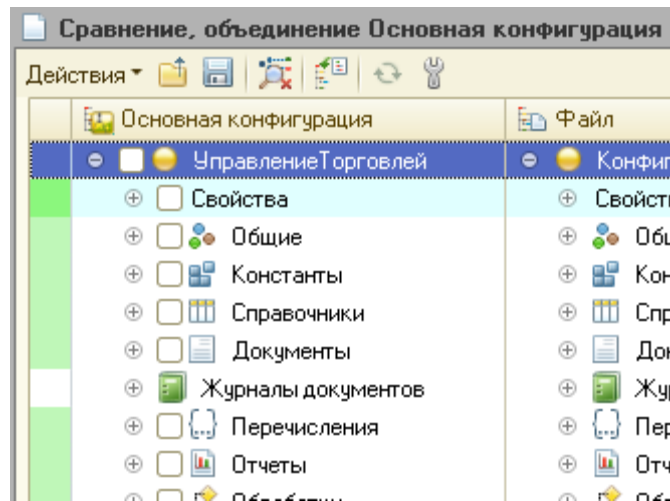 Сравнение, объединение Основная конфигурация
Действия
Основная конфигурация Файл
УправлениеТорговлей
Свойства
Общие
Константы
Справочники
Документы
Журналы документов
Перечисления
Отчеты